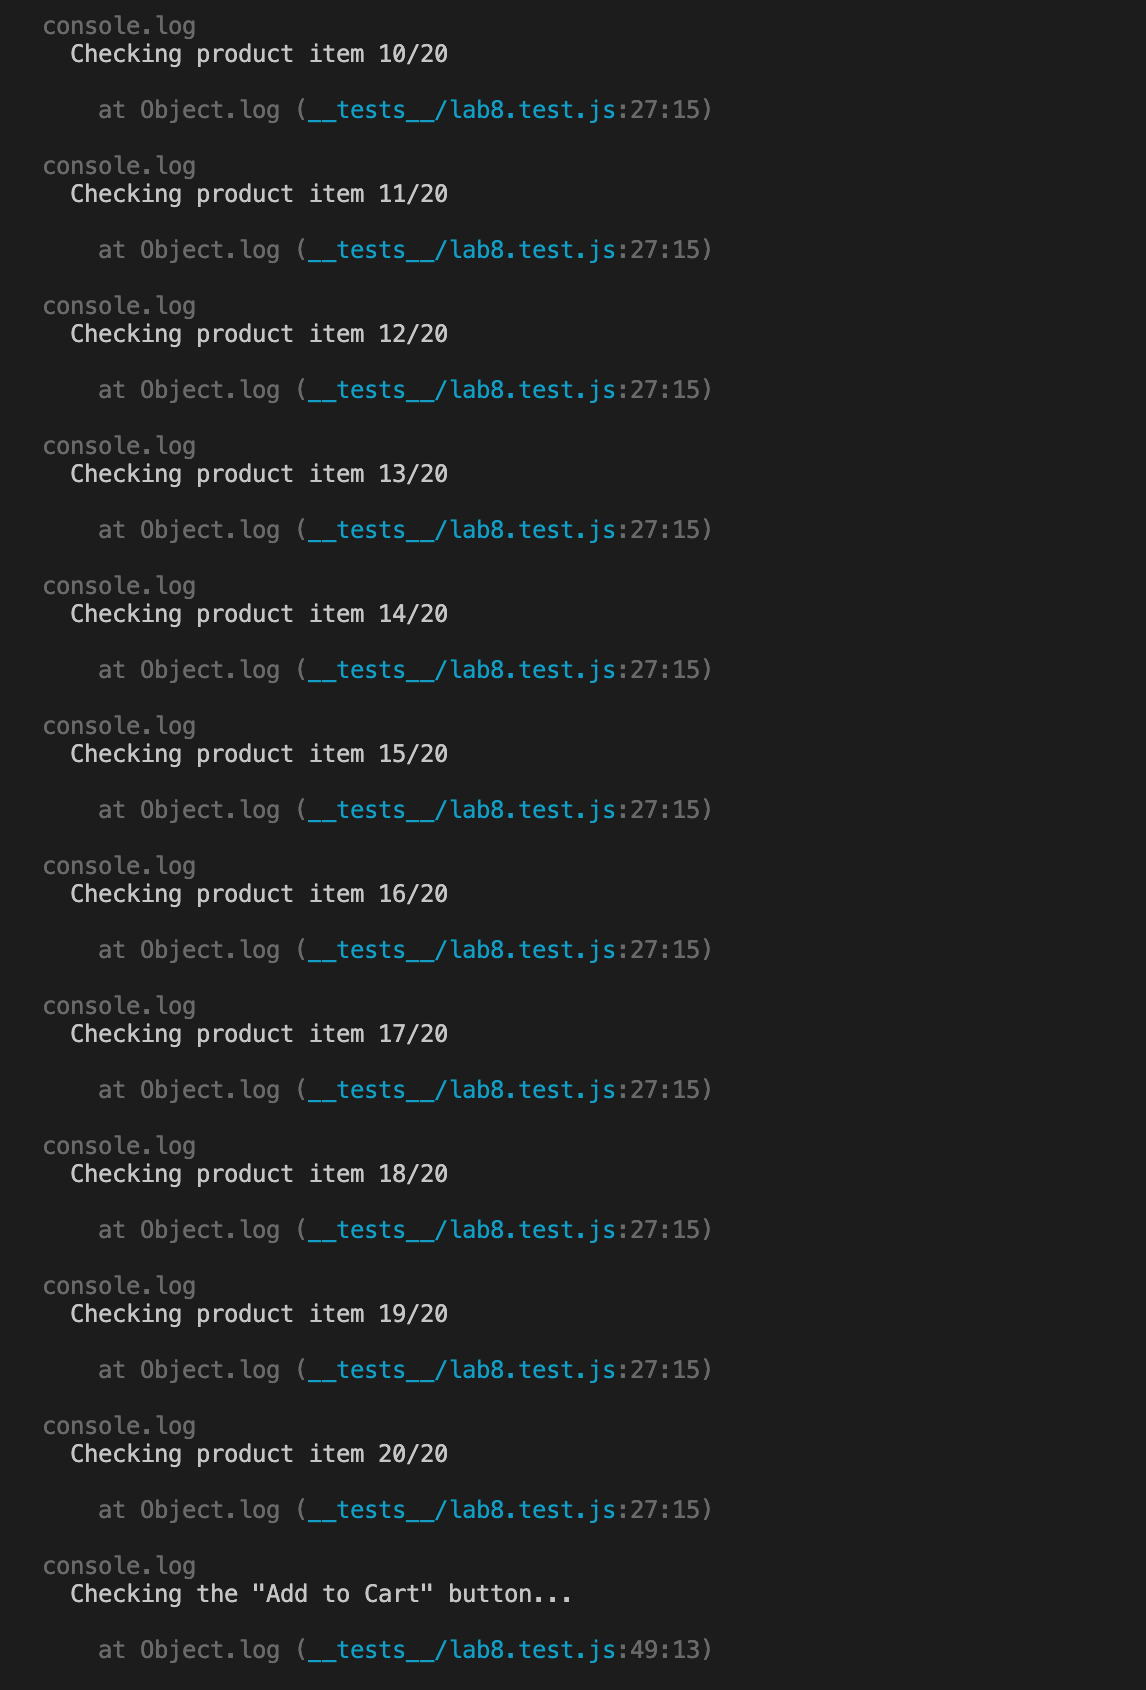 console.log
Checking product item 10/20
at Object.log (__tests__/lab8.test.js:27:15)
console.log
Checking product item 11/20
at Object.log (__tests__/lab8.test.js:27:15)
console.log
Checking product item 12/20
at Object.log (__tests__/lab8.test.js:27:15)
console.log
Checking product item 13/20
at Object.log (__tests__/lab8.test.js:27:15)
console.log
Checking product item 14/20
at Object.log (__tests__/lab8.test.js:27:15)
console.log
Checking product item 15/20
at Object.log (__tests__/lab8.test.js:27:15)
console.log
Checking product item 16/20
at Object.log (__tests__/lab8.test.js:27:15)
console.log
Checking product item 17/20
at Object.log (__tests__/lab8.test.js:27:15)
console.log
Checking product item 18/20
at Object.log (__tests__/lab8.test.js:27:15)
console.log
Checking product item 19/20
at Object.log (__tests__/lab8.test.js:27:15)
console.log
Checking product item 20/20
at Object.log (__tests__/lab8.test.js:27:15)
console.log
Checking the "Add to Cart" button...
at Object.log (__tests__/lab8.test.js:49:13)